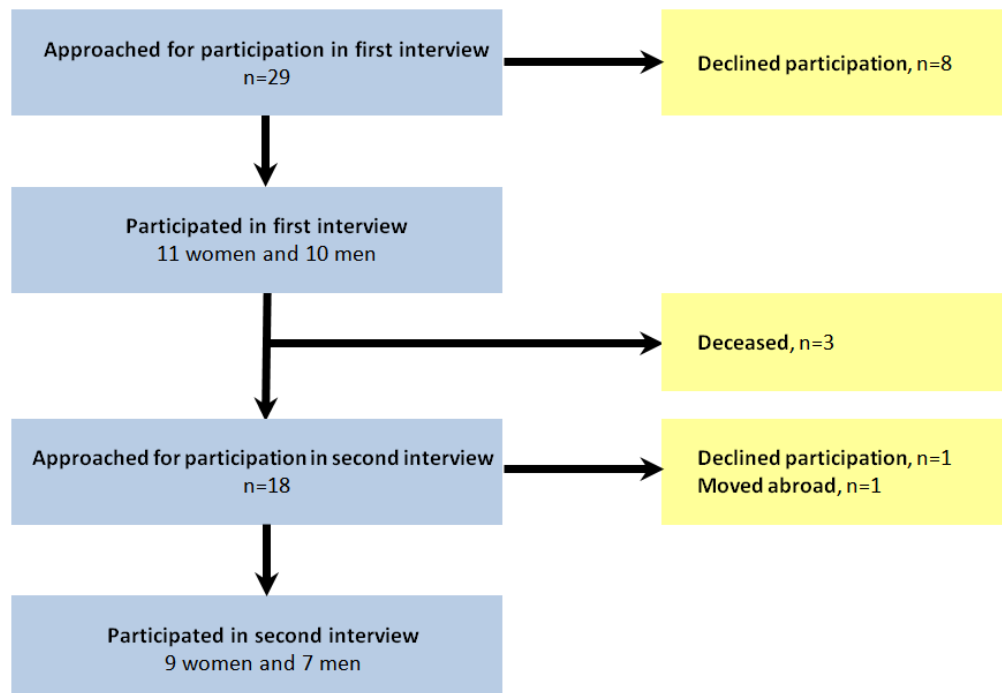 Approached for participation in first interview
n=29
Declined participation, n=8
Participated in first interview
11 women and 10 men
Deceased, n=3
Approached for participation in second interview
n=18
Declined participation, n=1
Moved abroad, n=1
Participated in second interview
9 women and 7 men